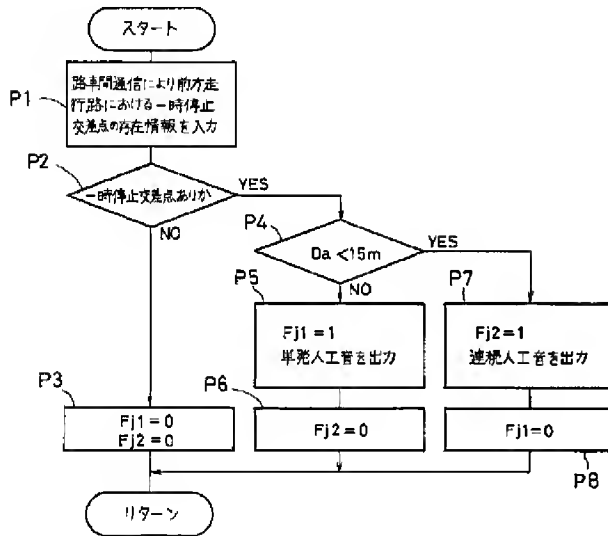 スタート
P1
路車間通信により前方走
行路における一時停止
交差点の存在情報を入力
P2
一時停止交差点ありか
YES
NO
P4
Da<15m
YES
NO
P5
Fj1=1
単発人工音を出力
P7
Fj2=1
連続人工音を出力
P3
Fj1=0
Fj2=0
P6
Fj2=0
Fj1=0
P8
リターン